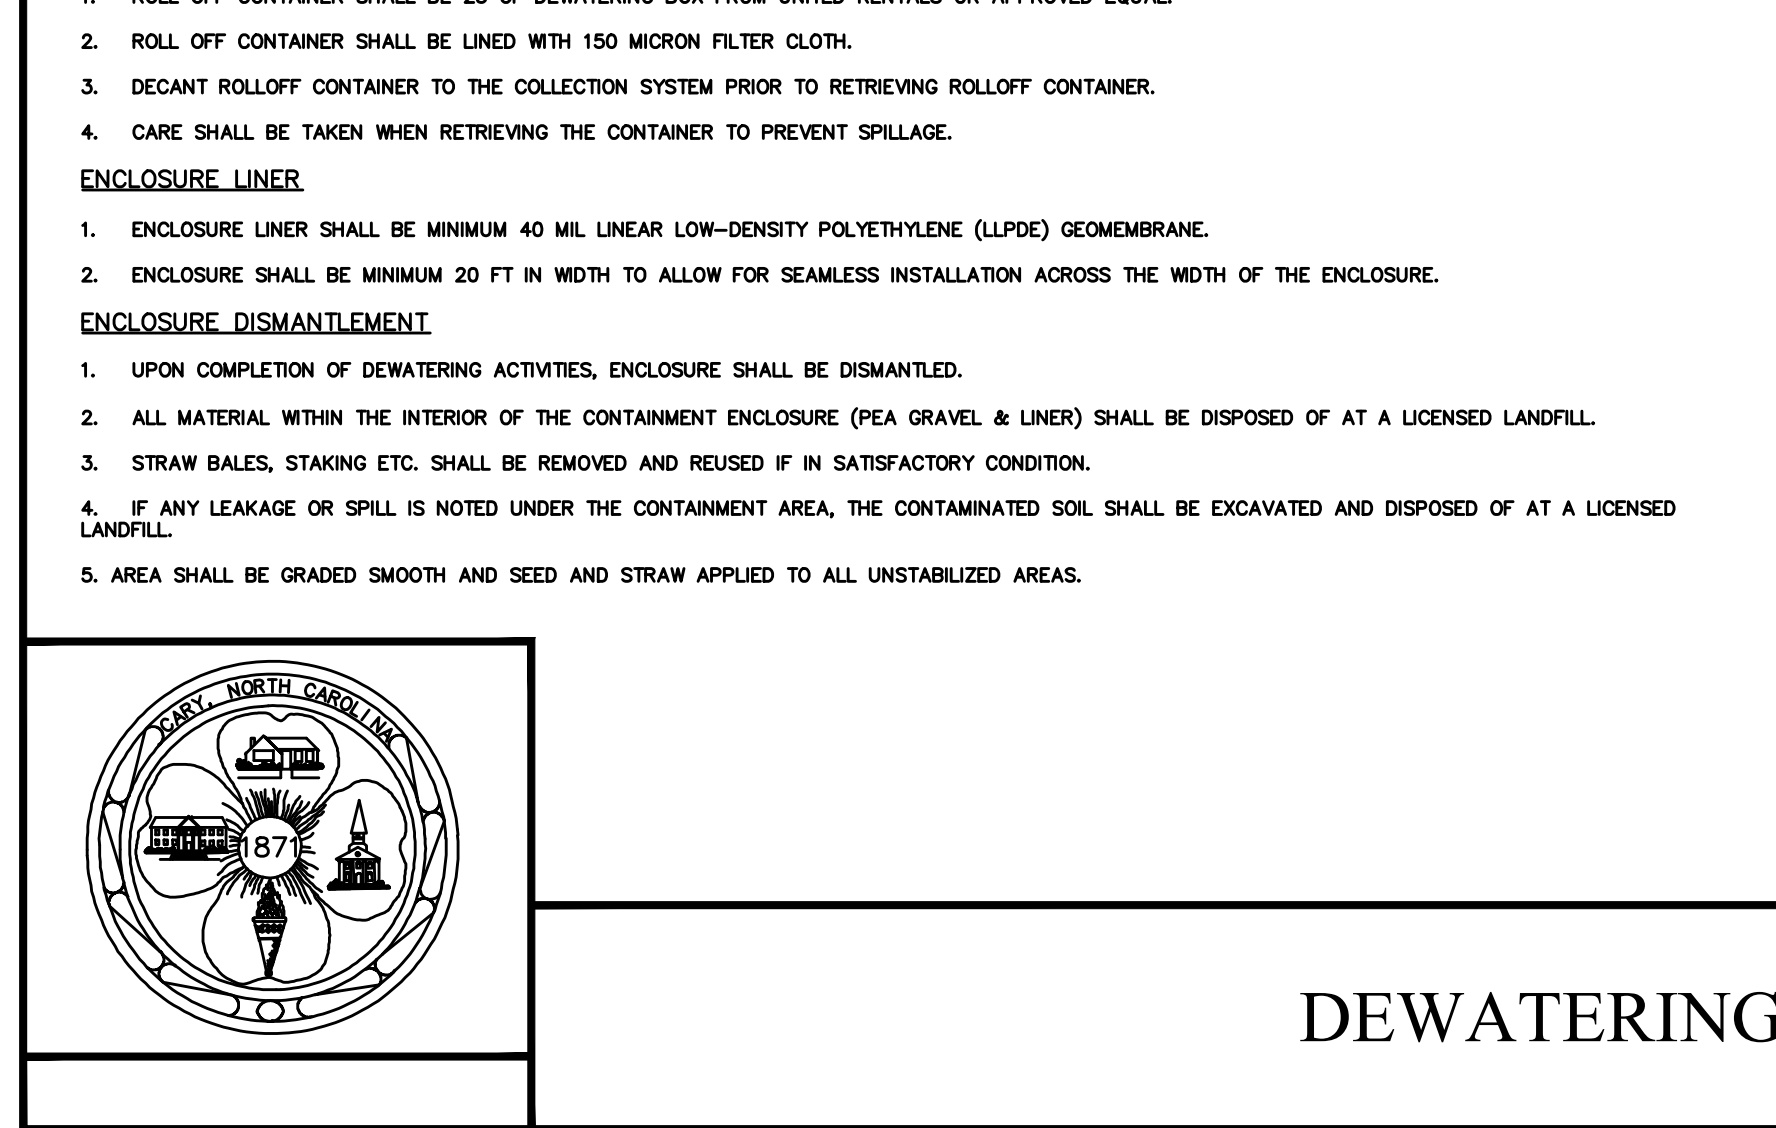 2. ROLL OFF CONTAINER SHALL BE LINED WITH 150 MICRON FILTER CLOTH.
3. DECANT ROLLOFF CONTAINER TO THE COLLECTION SYSTEM PRIOR TO RETRIEVING ROLLOFF CONTAINER.
4. CARE SHALL BE TAKEN WHEN RETRIEVING THE CONTAINER TO PREVENT SPILLAGE.
ENCLOSURE LINER
1. ENCLOSURE LINER SHALL BE MINIMUM 40 MIL LINEAR LOW-DENSITY POLYETHYLENE (LLPDE) GEOMEMBRANE.
2. ENCLOSURE SHALL BE MINIMUM 20 FT IN WIDTH TO ALLOW FOR SEAMLESS INSTALLATION ACROSS THE WIDTH OF THE ENCLOSURE.
ENCLOSURE DISMANTLEMENT
1. UPON COMPLETION OF DEWATERING ACTIVITIES, ENCLOSURE SHALL BE DISMANTLED.
2. ALL MATERIAL WITHIN THE INTERIOR OF THE CONTAINMENT ENCLOSURE (PEA GRAVEL & LINER) SHALL BE DISPOSED OF AT A LICENSED LANDFILL.
3. STRAW BALES, STAKING ETC. SHALL BE REMOVED AND REUSED IF IN SATISFACTORY CONDITION.
4. IF ANY LEAKAGE OR SPILL IS NOTED UNDER THE CONTAINMENT AREA, THE CONTAMINATED SOIL SHALL BE EXCAVATED AND DISPOSED OF AT A LICENSED
LANDFILL.
5. AREA SHALL BE GRADED SMOOTH AND SEED AND STRAW APPLIED TO ALL UNSTABILIZED AREAS.
CARY, NORTH CAROLINA
1871
DEWATERING